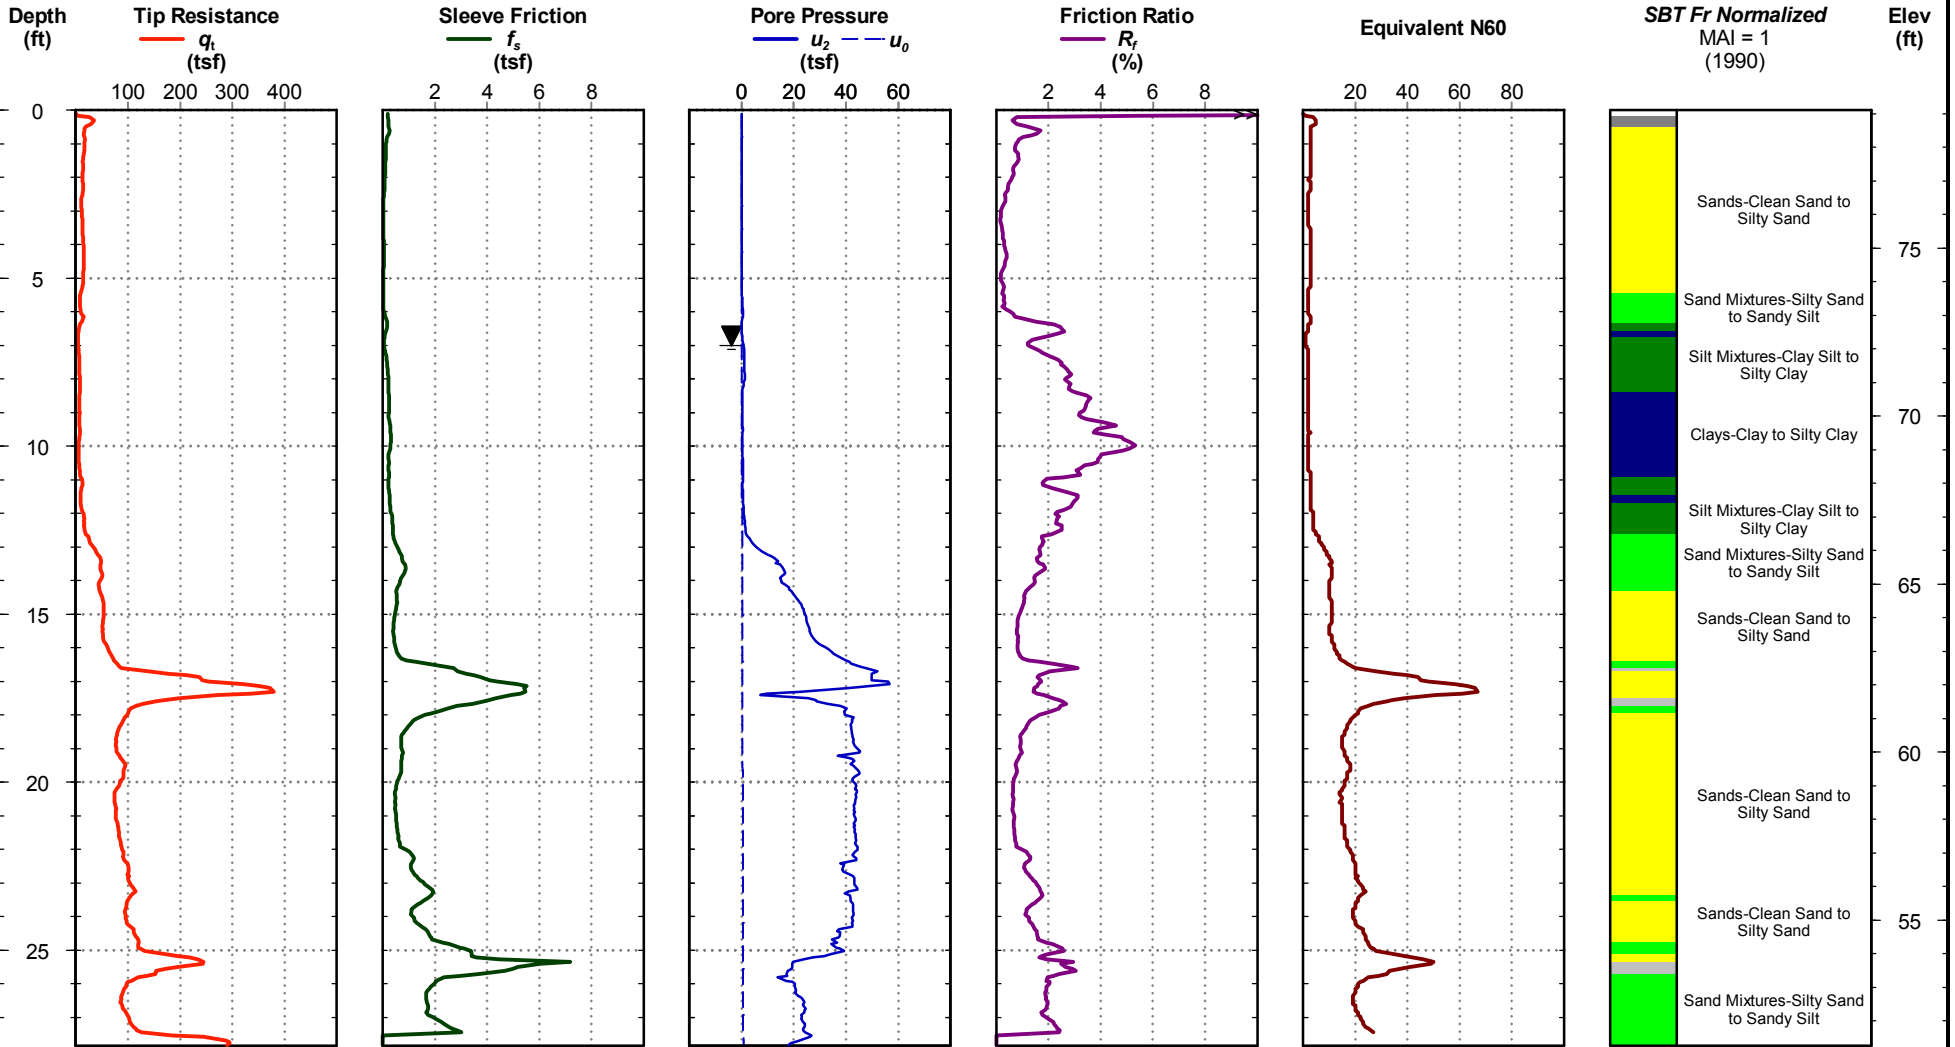 Depth
(ft)
Tip Resistance
qt
(tsf)
Sleeve Friction
fs
(tsf)
Pore Pressure
u2 u0
(tsf)
Friction Ratio
Rf
(%)
Equivalent N60
SBT Fr Normalized
MAI = 1
(1990)
Elev
(ft)
100 200 300 400
2 4 6 8
0 20 40 60
2 4 6 8
20 40 60 80
0
5
10
15
20
25
>>
Sands-Clean Sand to
Silty Sand
Sand Mixtures-Silty Sand
to Sandy Silt
Silt Mixtures-Clay Silt to
Silty Clay
Clays-Clay to Silty Clay
Silt Mixtures-Clay Silt to
Silty Clay
Sand Mixtures-Silty Sand
to Sandy Silt
Sands-Clean Sand to
Silty Sand
Sands-Clean Sand to
Silty Sand
Sands-Clean Sand to
Silty Sand
Sand Mixtures-Silty Sand
to Sandy Silt
75
70
65
60
55